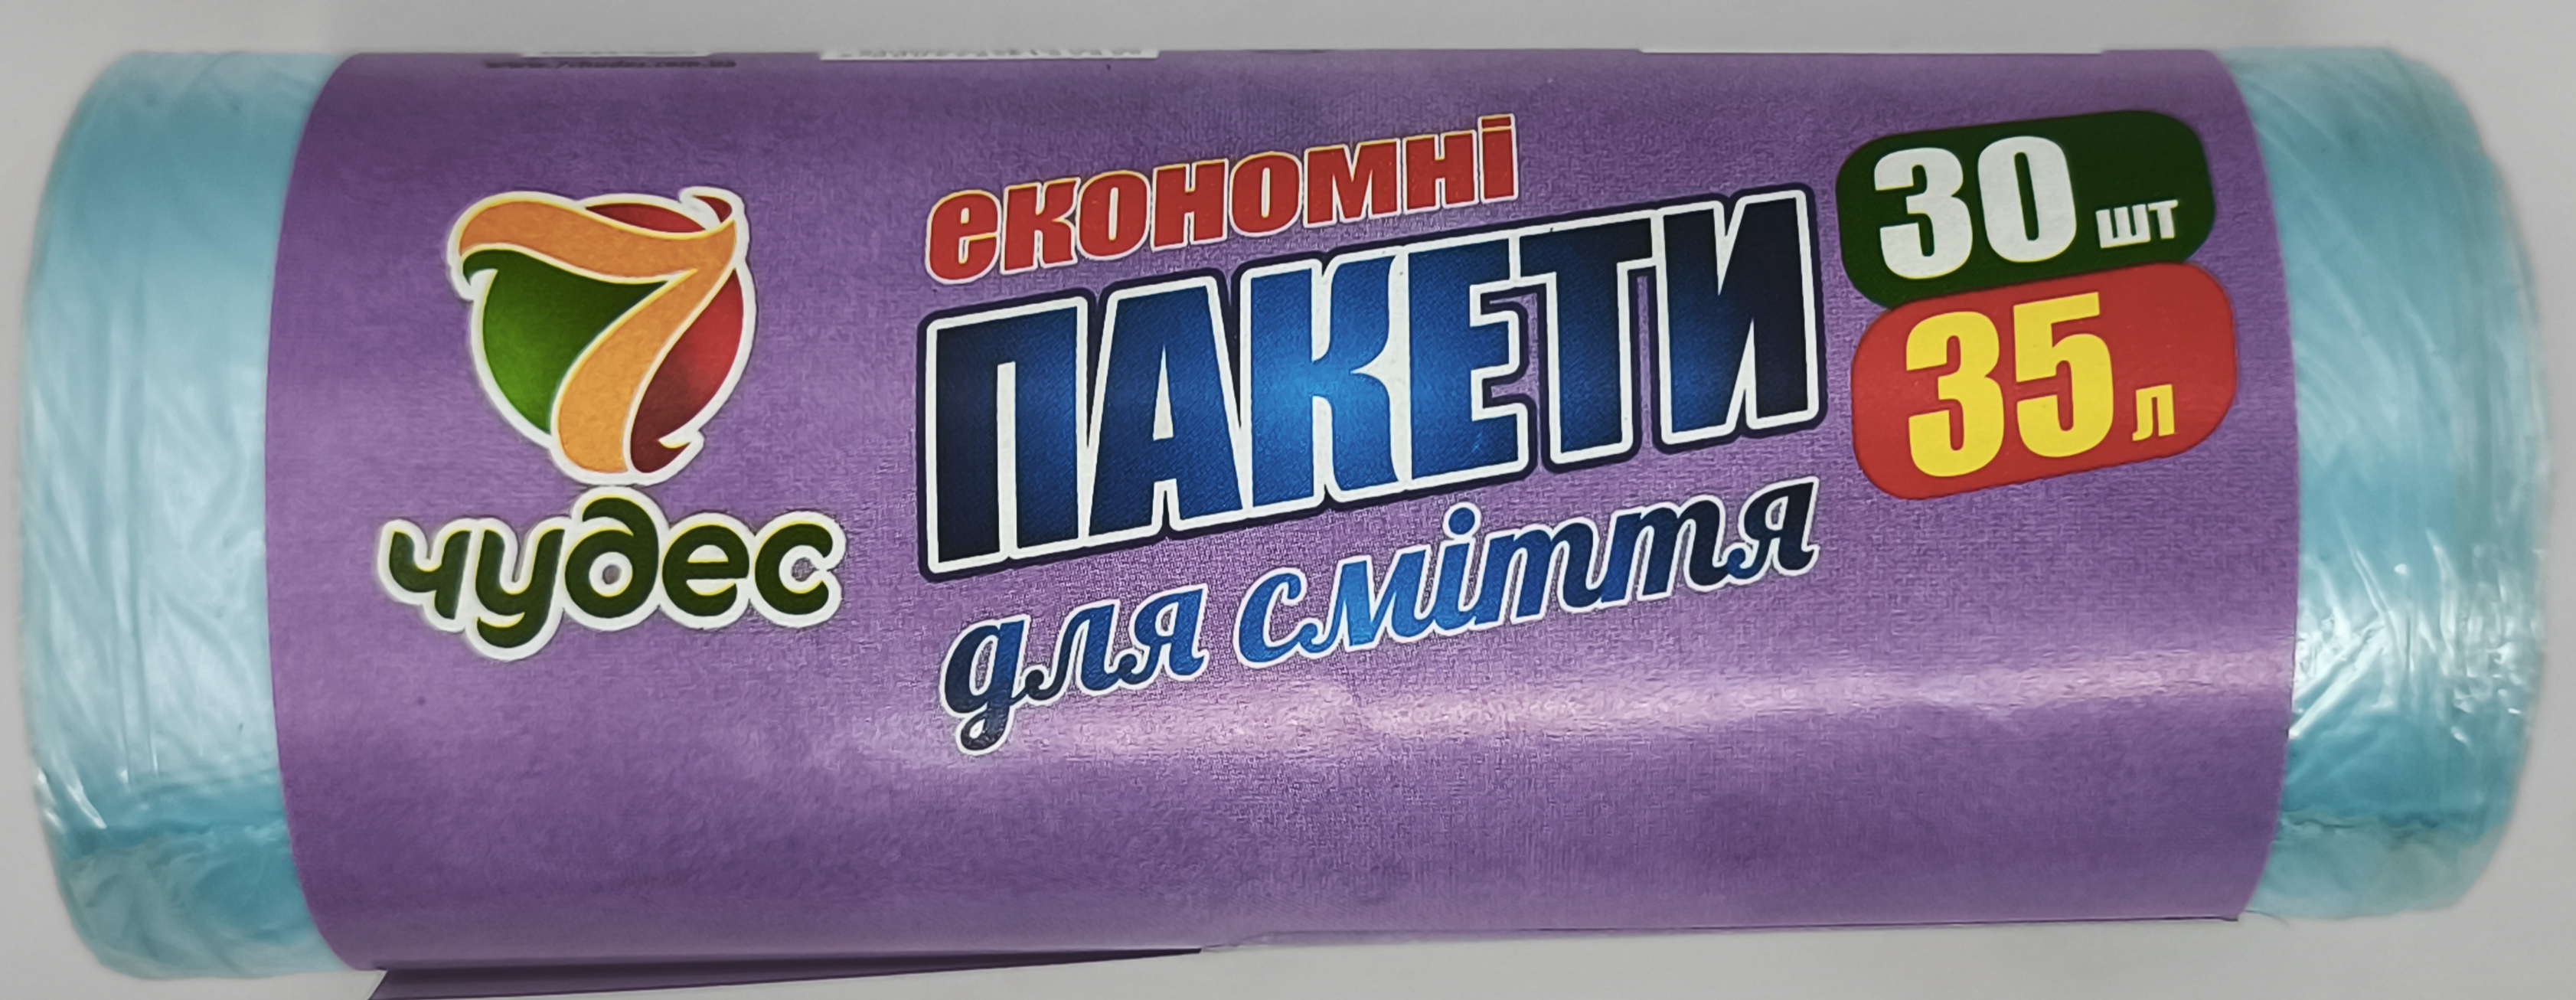 7
чудес
економні
ПАКЕТИ
для сміття
30 шт
35 л